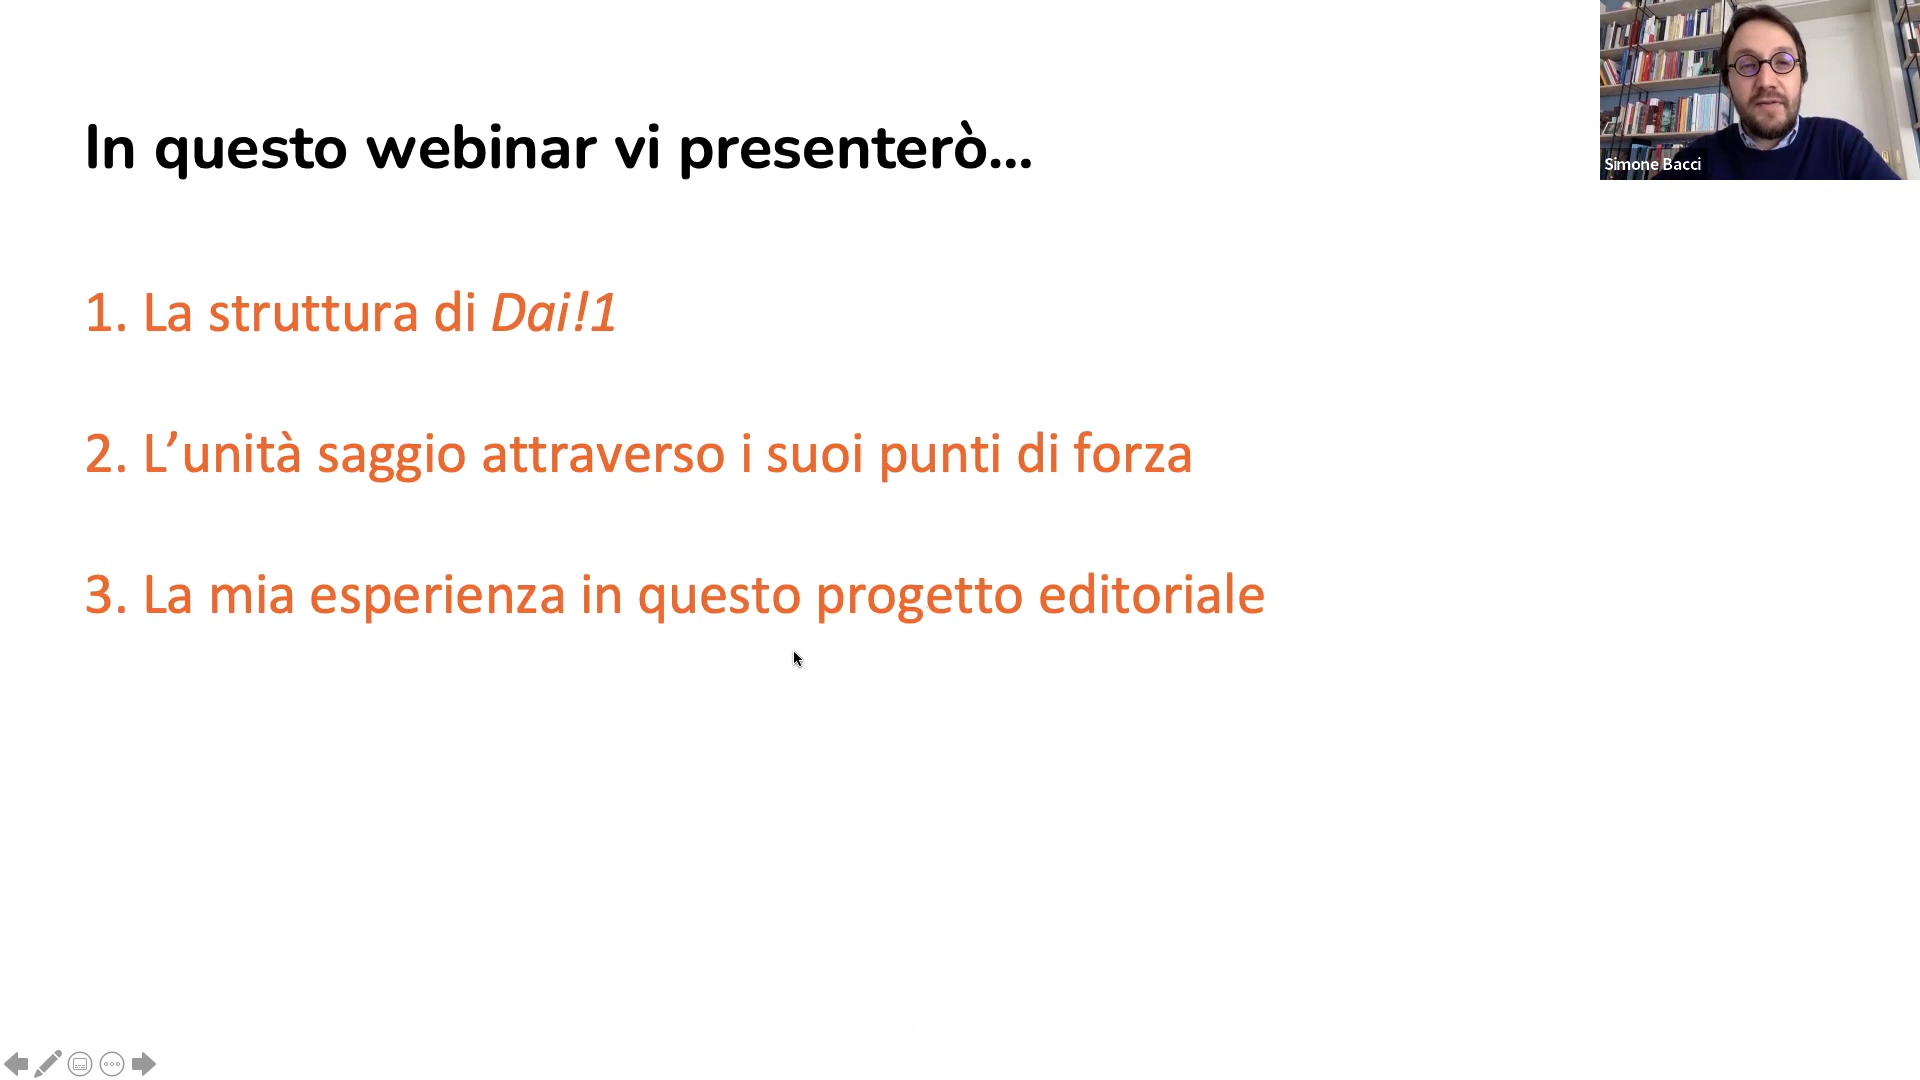 In questo webinar vi presenterò...
Simone Bacci
1. La struttura di Dai!1
2. L’unità saggio attraverso i suoi punti di forza
3. La mia esperienza in questo progetto editoriale